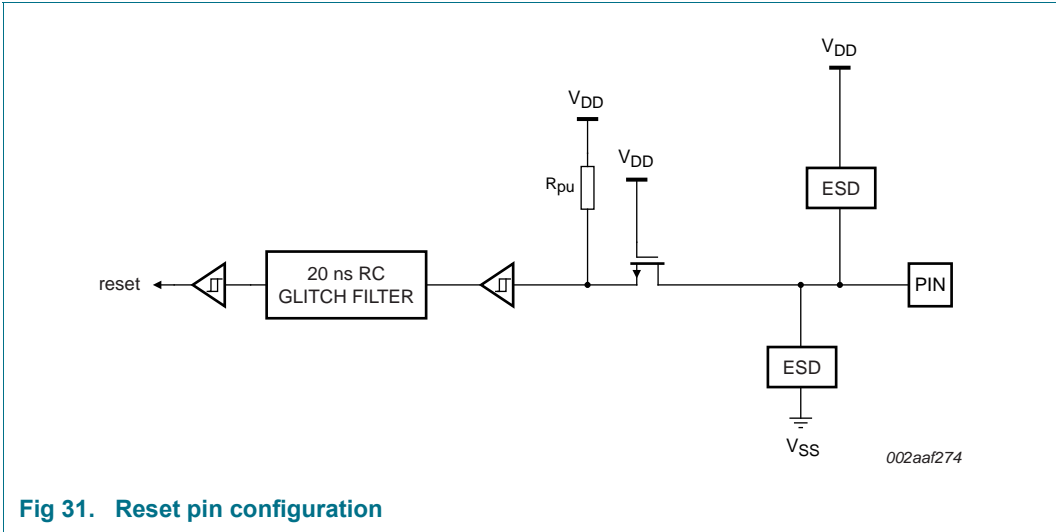 VDD
VDD
VDD
Rpu
ESD
reset
20 ns RC
GLITCH FILTER
PIN
ESD
VSS
002aaf274
Fig 31. Reset pin configuration